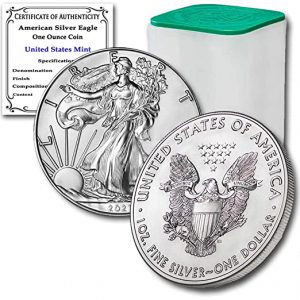 CERTIFICATE OF AUTHENTICITY
American Silver Eagle
One Ounce Coin
United States Mint
Specification
Denomination
Finish
Composition
Content
LIBERTY
UNITED STATES OF AMERICA
1 OZ. FINE SILVER~ONE DOLLAR